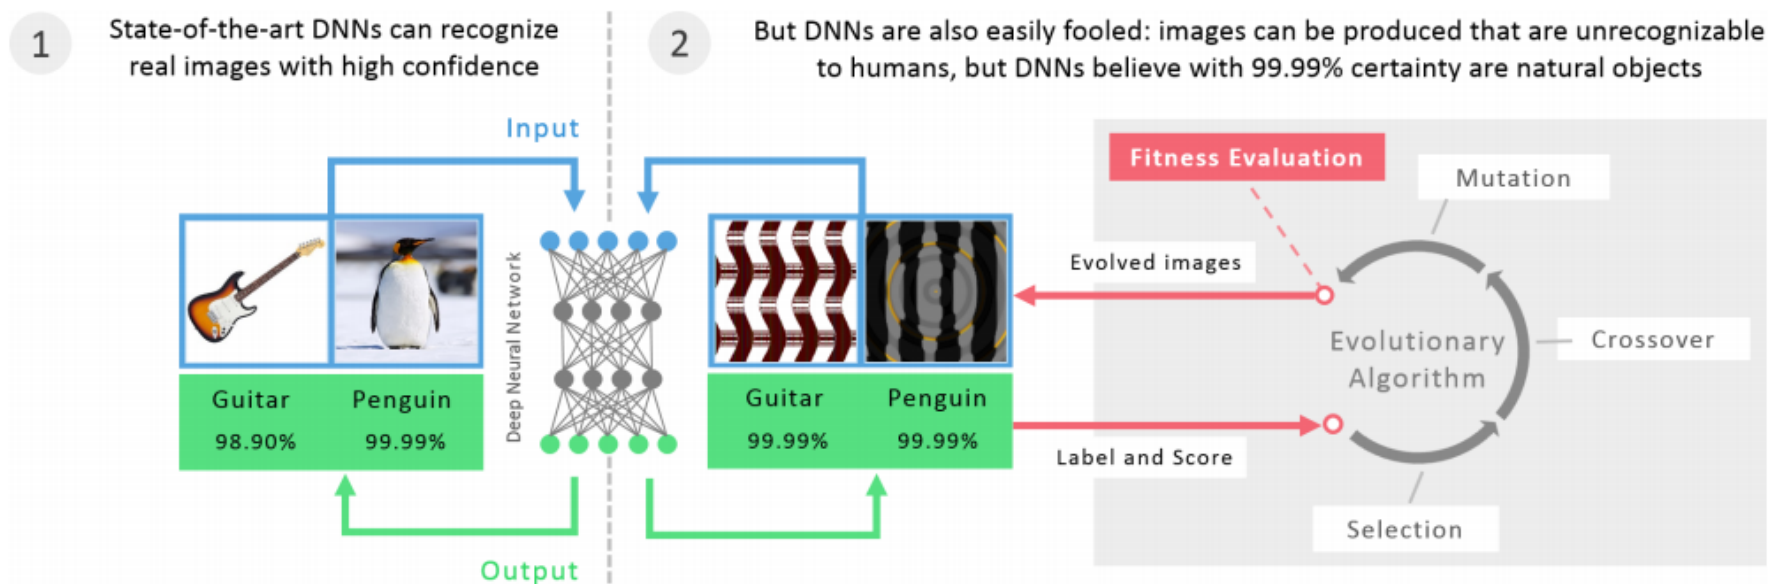 1
State-of-the-art DNNs can recognize
real images with high confidence
2
But DNNs are also easily fooled: images can be produced that are unrecognizable
to humans, but DNNs believe with 99.99% certainty are natural objects
Input
Deep Neural Network
Guitar
Penguin
98.90%
99.99%
Output
Guitar
Penguin
99.99%
99.99%
Evolved images
Label and Score
Fitness Evaluation
Mutation
Crossover
Evolutionary
Algorithm
Selection